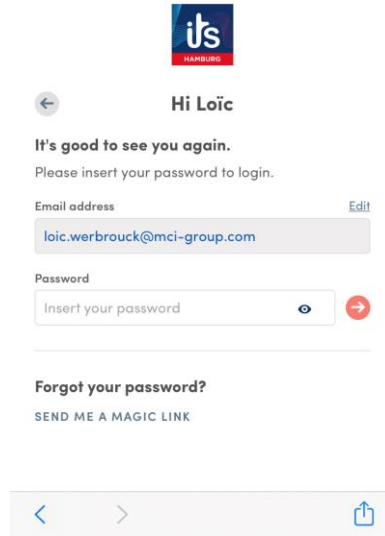 its
HAMBURG
Hi Loïc
It's good to see you again.
Please insert your password to login.
Email address Edit
loic.werbrouck@mci-group.com
Password
Insert your password
Forgot your password?
SEND ME A MAGIC LINK